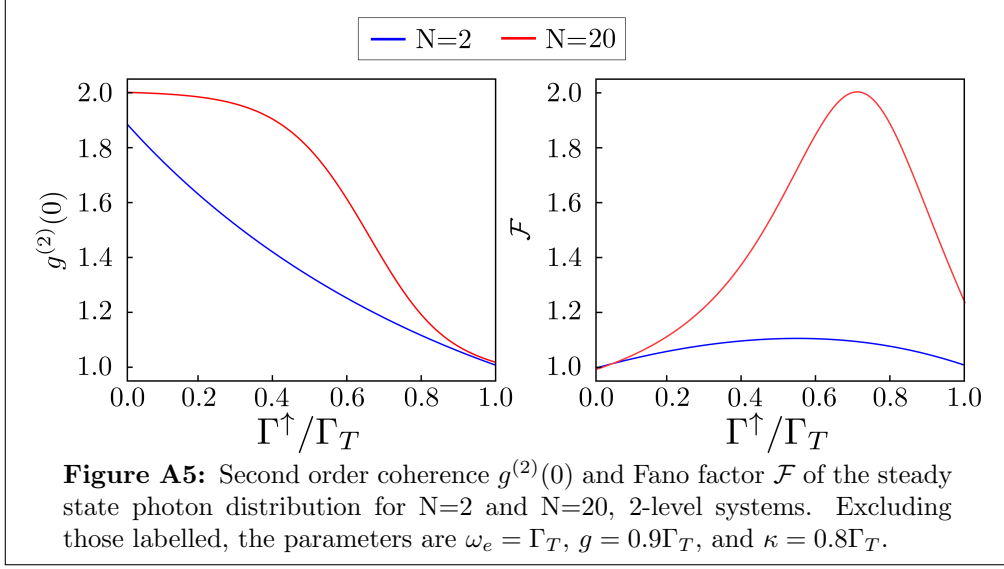 N=2 N=20
g^{(2)}(0)
2.0
1.8
1.6
1.4
1.2
1.0
0.0 0.2 0.4 0.6 0.8 1.0
Γ^↑/Γ_T
ℱ
2.0
1.8
1.6
1.4
1.2
1.0
0.0 0.2 0.4 0.6 0.8 1.0
Γ^↑/Γ_T
Figure A5: Second order coherence g^{(2)}(0) and Fano factor ℱ of the steady
state photon distribution for N=2 and N=20, 2-level systems. Excluding
those labelled, the parameters are ω_e = Γ_T, g = 0.9Γ_T, and κ = 0.8Γ_T.